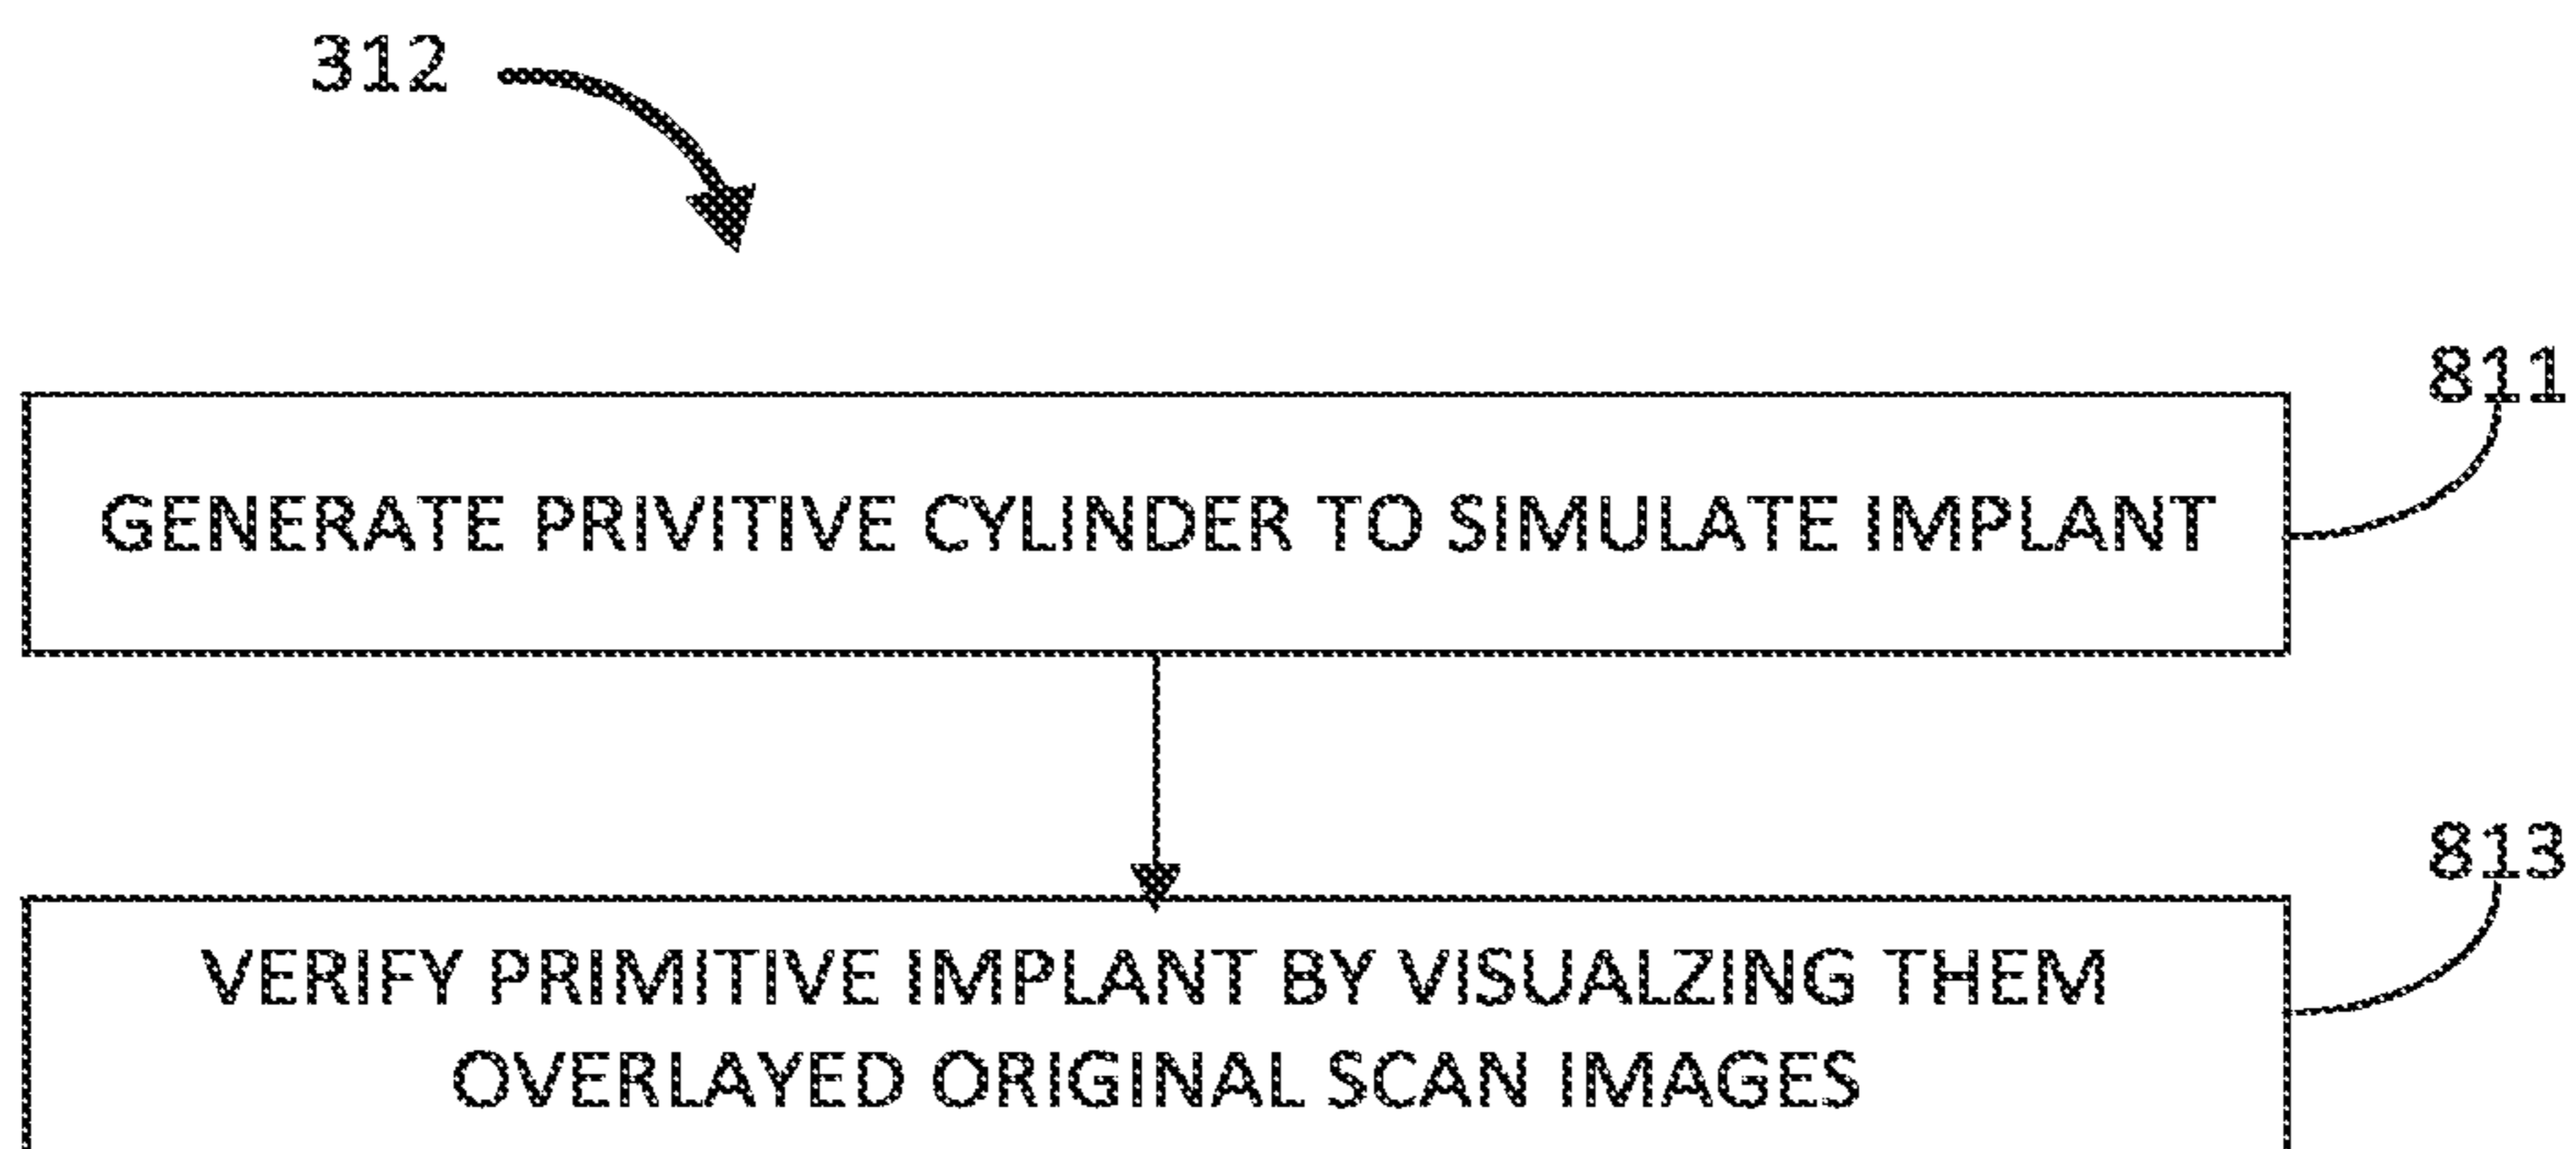 312
811
GENERATE PRIVITIVE CYLINDER TO SIMULATE IMPLANT
813
VERIFY PRIMITIVE IMPLANT BY VISUALZING THEM
OVERLAYED ORIGINAL SCAN IMAGES